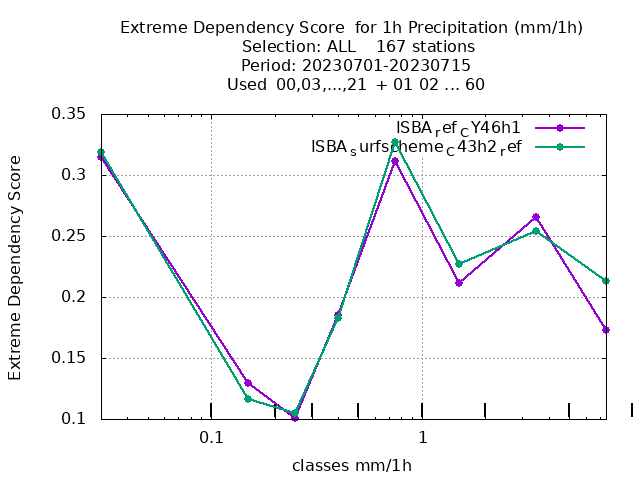 Extreme Dependency Score  for 1h Precipitation (mm/1h)
Selection: ALL    167 stations
Period: 20230701-20230715
Used  00,03,...,21  + 01 02 ... 60
ISBA_ref_CY46h1
ISBA_surfscheme_C43h2_ref
Extreme Dependency Score
0.35
0.3
0.25
0.2
0.15
0.1
0.1 1
classes mm/1h